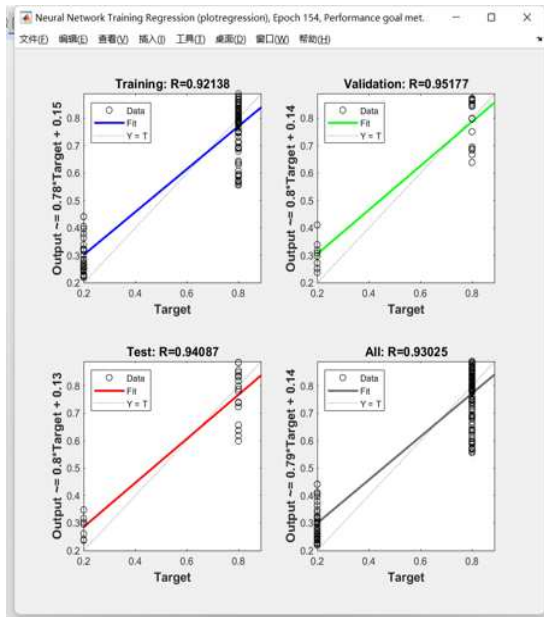 Neural Network Training Regression (plotregression), Epoch 154, Performance goal met.
文件(F) 编辑(E) 查看(V) 插入(I) 工具(T) 桌面(D) 窗口(W) 帮助(H)
Training: R=0.92138
Output ~= 0.78*Target + 0.15
Data
Fit
Y = T
0.8
0.7
0.6
0.5
0.4
0.3
0.2
0.2 0.4 0.6 0.8
Target
Validation: R=0.95177
Output ~= 0.8*Target + 0.14
Data
Fit
Y = T
0.8
0.7
0.6
0.5
0.4
0.3
0.2
0.2 0.4 0.6 0.8
Target
Test: R=0.94087
Output ~= 0.8*Target + 0.13
Data
Fit
Y = T
0.8
0.7
0.6
0.5
0.4
0.3
0.2
0.2 0.4 0.6 0.8
Target
All: R=0.93025
Output ~= 0.79*Target + 0.14
Data
Fit
Y = T
0.8
0.7
0.6
0.5
0.4
0.3
0.2
0.2 0.4 0.6 0.8
Target